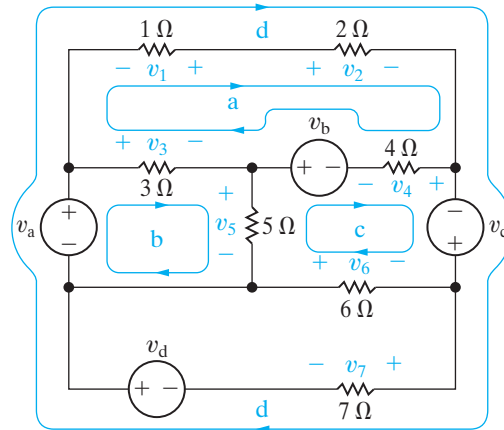 d
1 Ω 2 Ω
− v1 + + v2 −
a
+ v3 − vb 4 Ω
3 Ω + − − v4 +
va + − + v5 − 5 Ω b c − + vc
+ v6 −
6 Ω
vd
+ − − v7 +
d 7 Ω